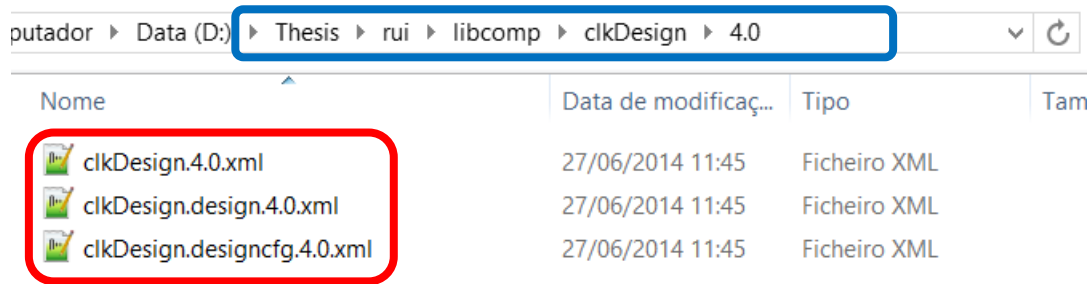 putador ▸ Data (D:) ▸ Thesis ▸ rui ▸ libcomp ▸ clkDesign ▸ 4.0
Nome Data de modificaç... Tipo Tam
clkDesign.4.0.xml 27/06/2014 11:45 Ficheiro XML
clkDesign.design.4.0.xml 27/06/2014 11:45 Ficheiro XML
clkDesign.designcfg.4.0.xml 27/06/2014 11:45 Ficheiro XML